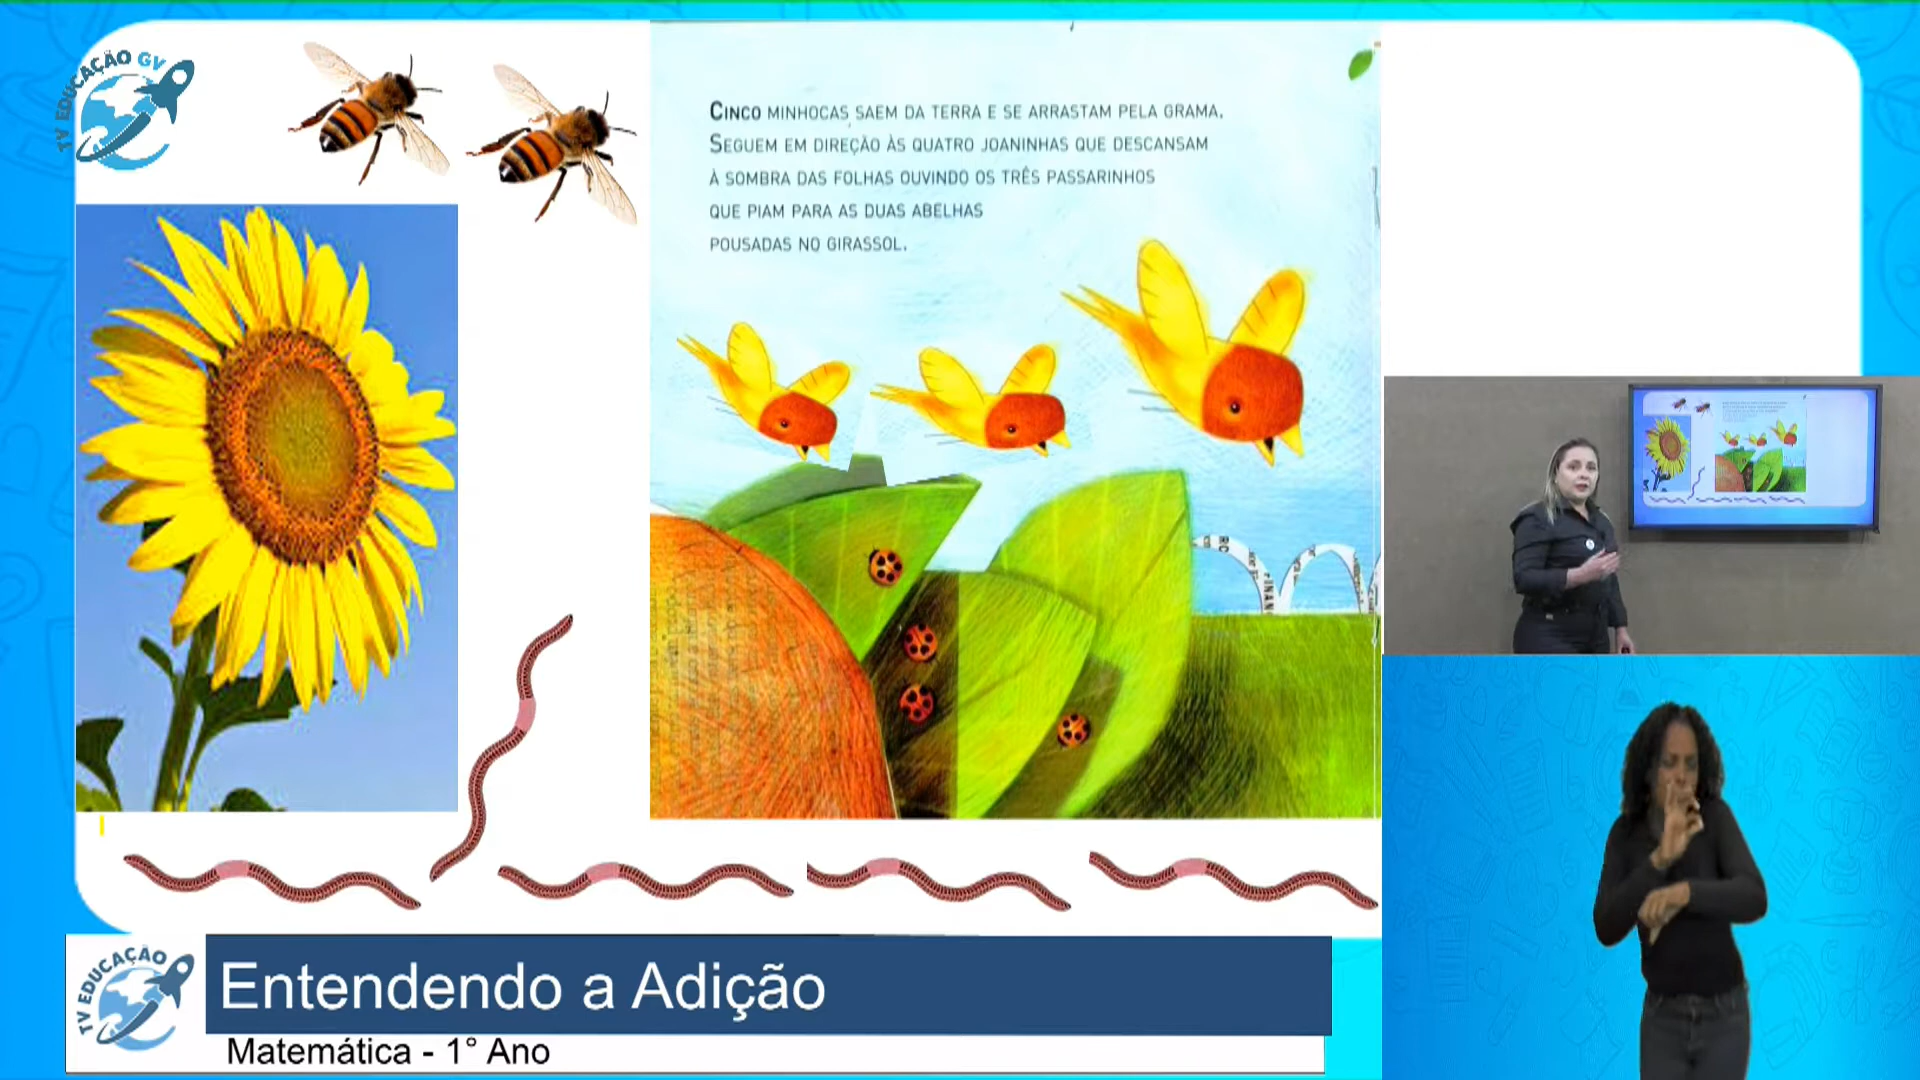 TV EDUCAÇÃO GV
CINCO MINHOCAS SAEM DA TERRA E SE ARRASTAM PELA GRAMA.
SEGUEM EM DIREÇÃO ÀS QUATRO JOANINHAS QUE DESCANSAM
À SOMBRA DAS FOLHAS OUVINDO OS TRÊS PASSARINHOS
QUE PIAM PARA AS DUAS ABELHAS
POUSADAS NO GIRASSOL.
TV EDUCAÇÃO
Entendendo a Adição
Matemática - 1° Ano